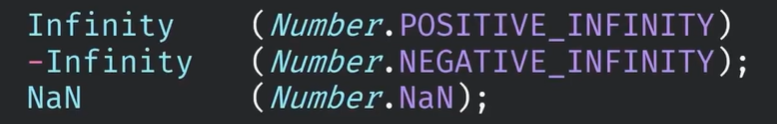 Infinity (Number.POSITIVE_INFINITY)
-Infinity (Number.NEGATIVE_INFINITY);
NaN (Number.NaN);